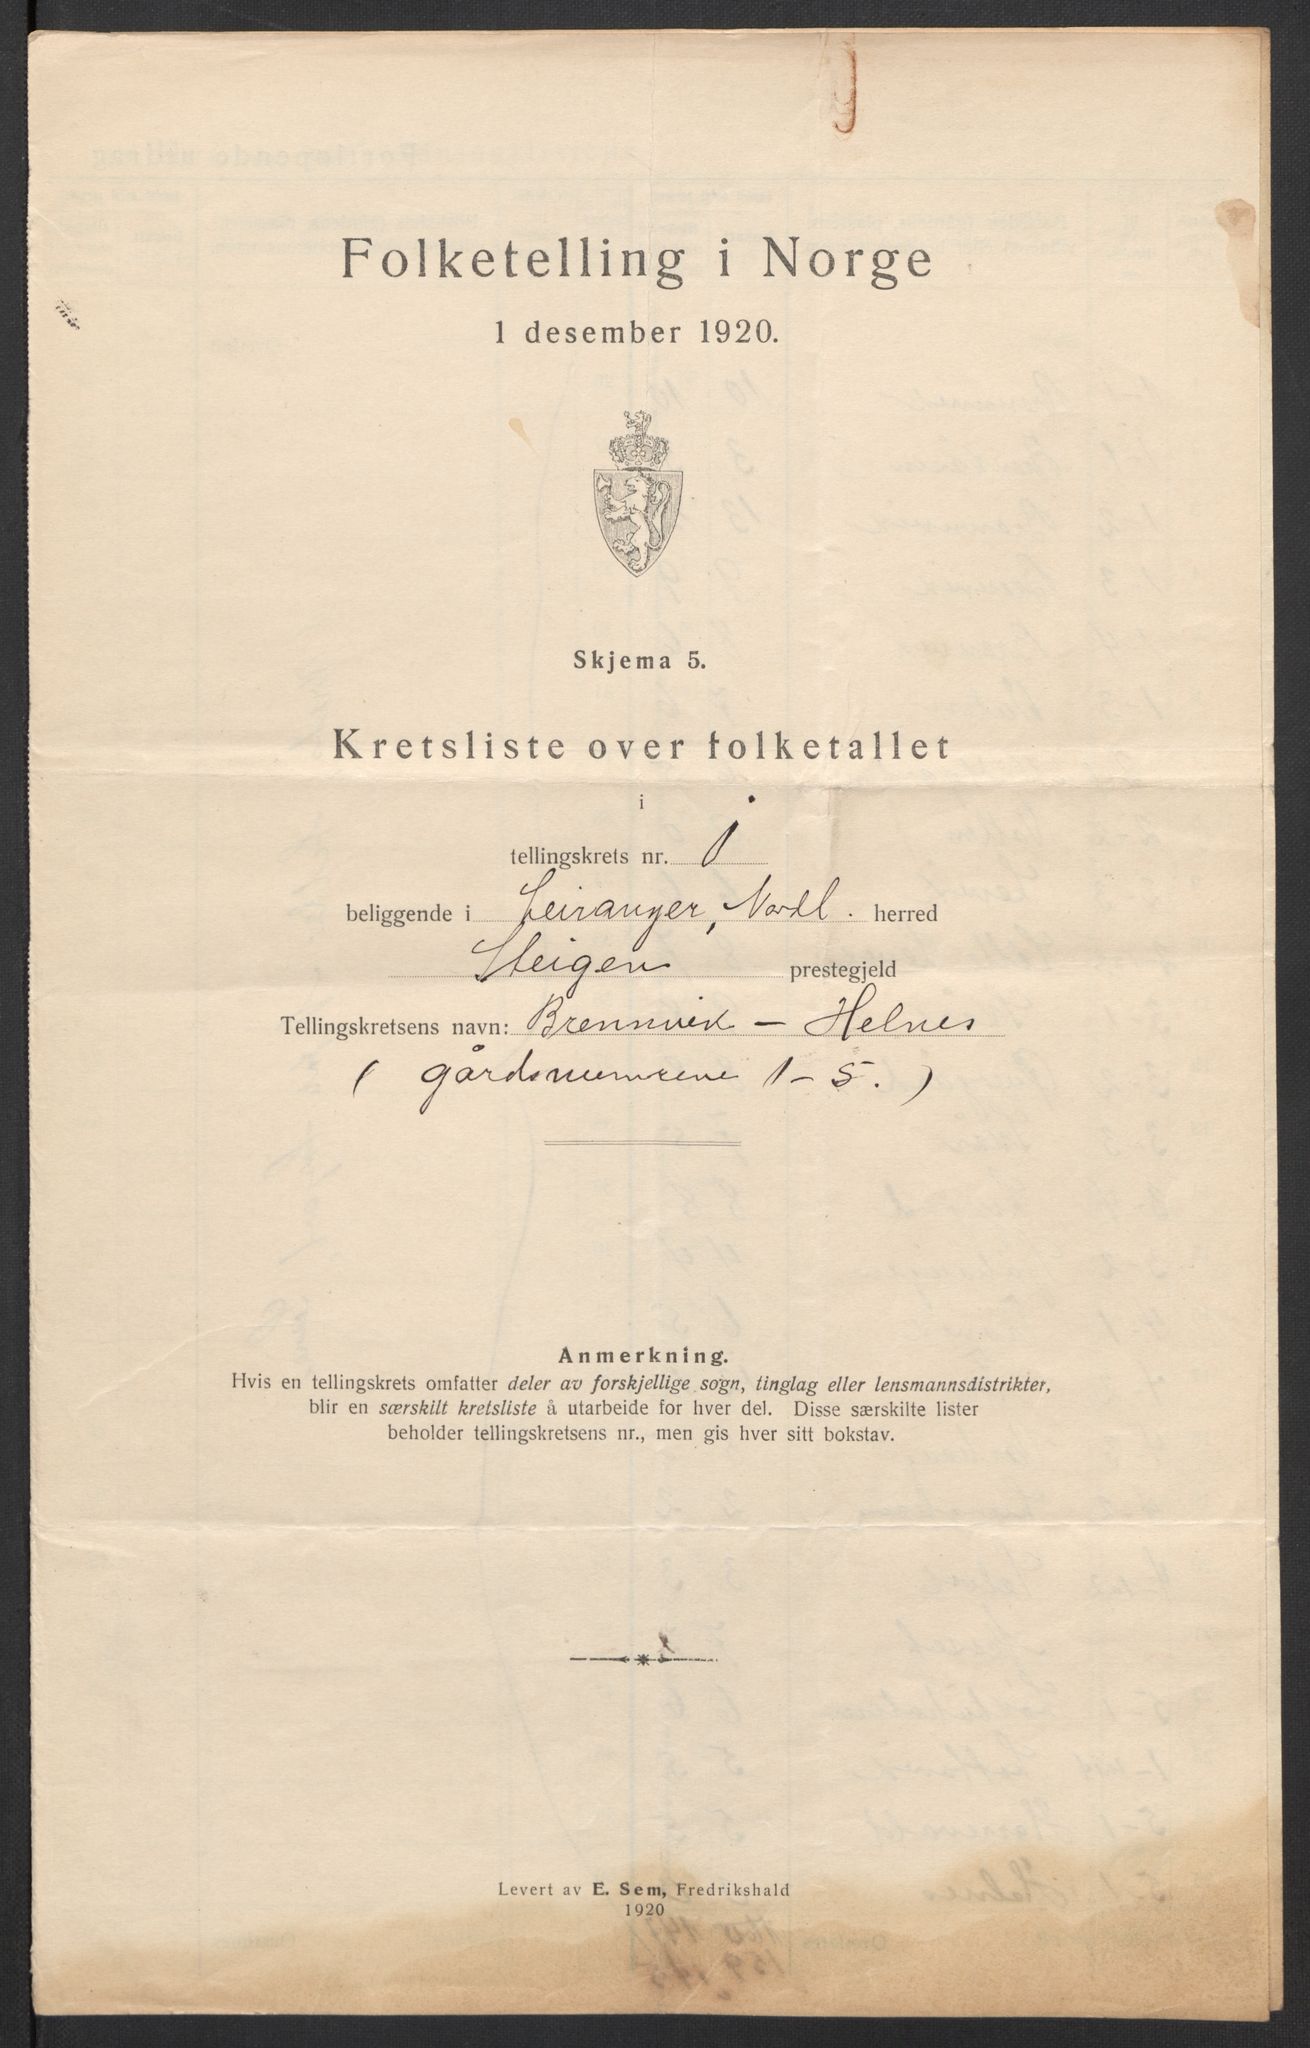 Folketelling i Norge
1 desember 1920.
Skjema 5.
Kretsliste over folketallet
i
tellingskrets nr. 1
beliggende i Leiranger, Nordl. herred
Steigen prestegjeld
Tellingskretsens navn: Brennvik – Helnes
( gårdsnumrene 1–5. )
Anmerkning.
Hvis en tellingskrets omfatter deler av forskjellige sogn, tinglag eller lensmannsdistrikter,
blir en særskilt kretsliste å utarbeide for hver del. Disse særskilte lister
beholder tellingskretsens nr., men gis hver sitt bokstav.
Levert av E. Sem, Fredrikshald
1920